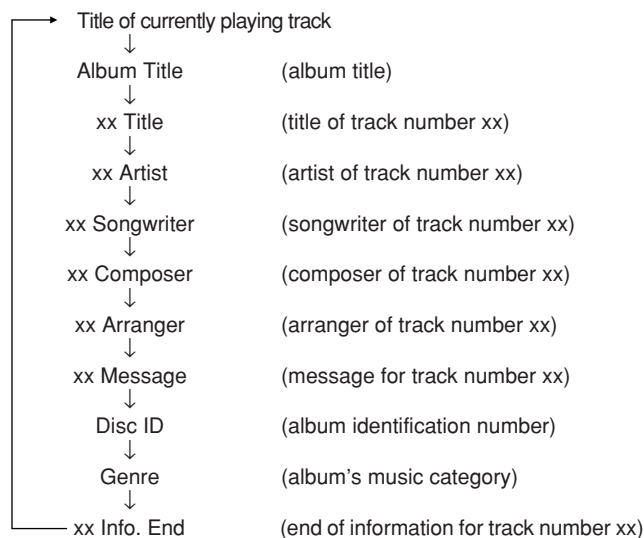 Title of currently playing track
Album Title (album title)
xx Title (title of track number xx)
xx Artist (artist of track number xx)
xx Songwriter (songwriter of track number xx)
xx Composer (composer of track number xx)
xx Arranger (arranger of track number xx)
xx Message (message for track number xx)
Disc ID (album identification number)
Genre (album's music category)
xx Info. End (end of information for track number xx)